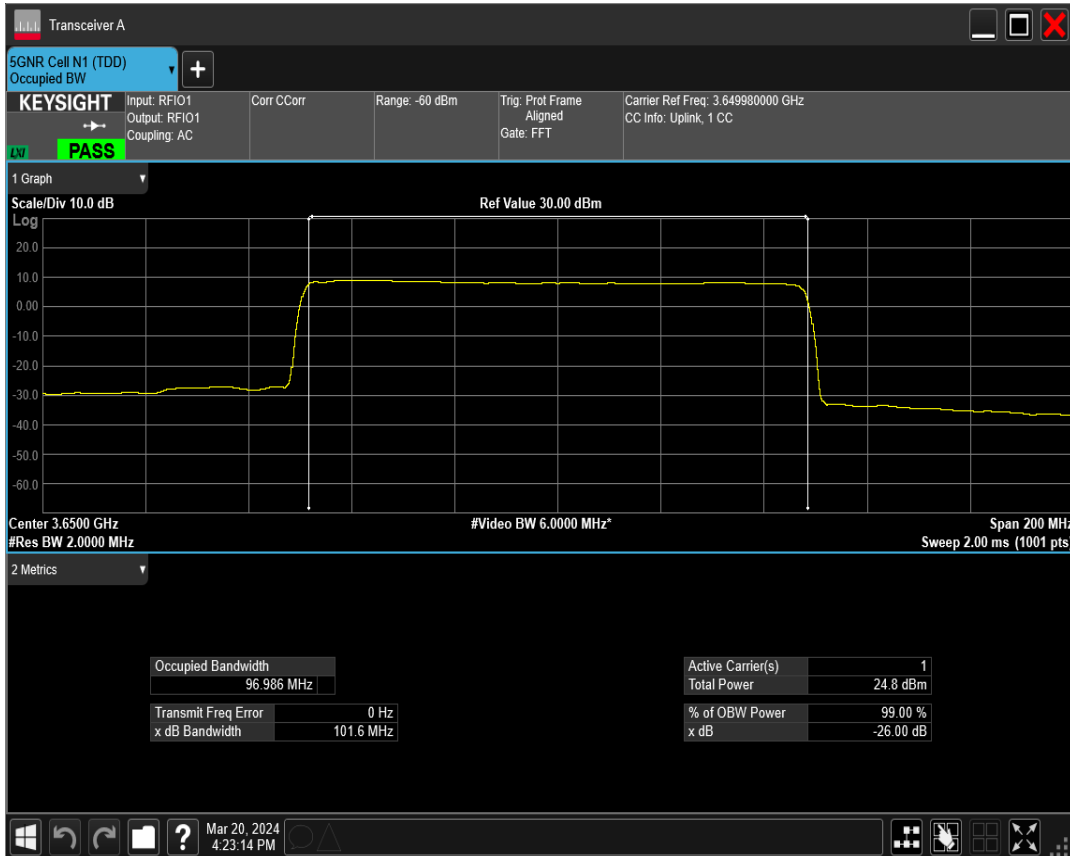 Transceiver A
5GNR Cell N1 (TDD)
Occupied BW
+
KEYSIGHT
LXI
PASS
Input: RFIO1
Output: RFIO1
Coupling: AC
Corr CCorr
Range: -60 dBm
Trig: Prot Frame
Aligned
Gate: FFT
Carrier Ref Freq: 3.649980000 GHz
CC Info: Uplink, 1 CC
1 Graph
Scale/Div 10.0 dB
Ref Value 30.00 dBm
Log
20.0
10.0
0.00
-10.0
-20.0
-30.0
-40.0
-50.0
-60.0
Center 3.6500 GHz
#Video BW 6.0000 MHz*
Span 200 MHz
#Res BW 2.0000 MHz
Sweep 2.00 ms (1001 pts)
2 Metrics
Occupied Bandwidth
96.986 MHz
Transmit Freq Error 0 Hz
x dB Bandwidth 101.6 MHz
Active Carrier(s) 1
Total Power 24.8 dBm
% of OBW Power 99.00 %
x dB -26.00 dB
?
Mar 20, 2024
4:23:14 PM